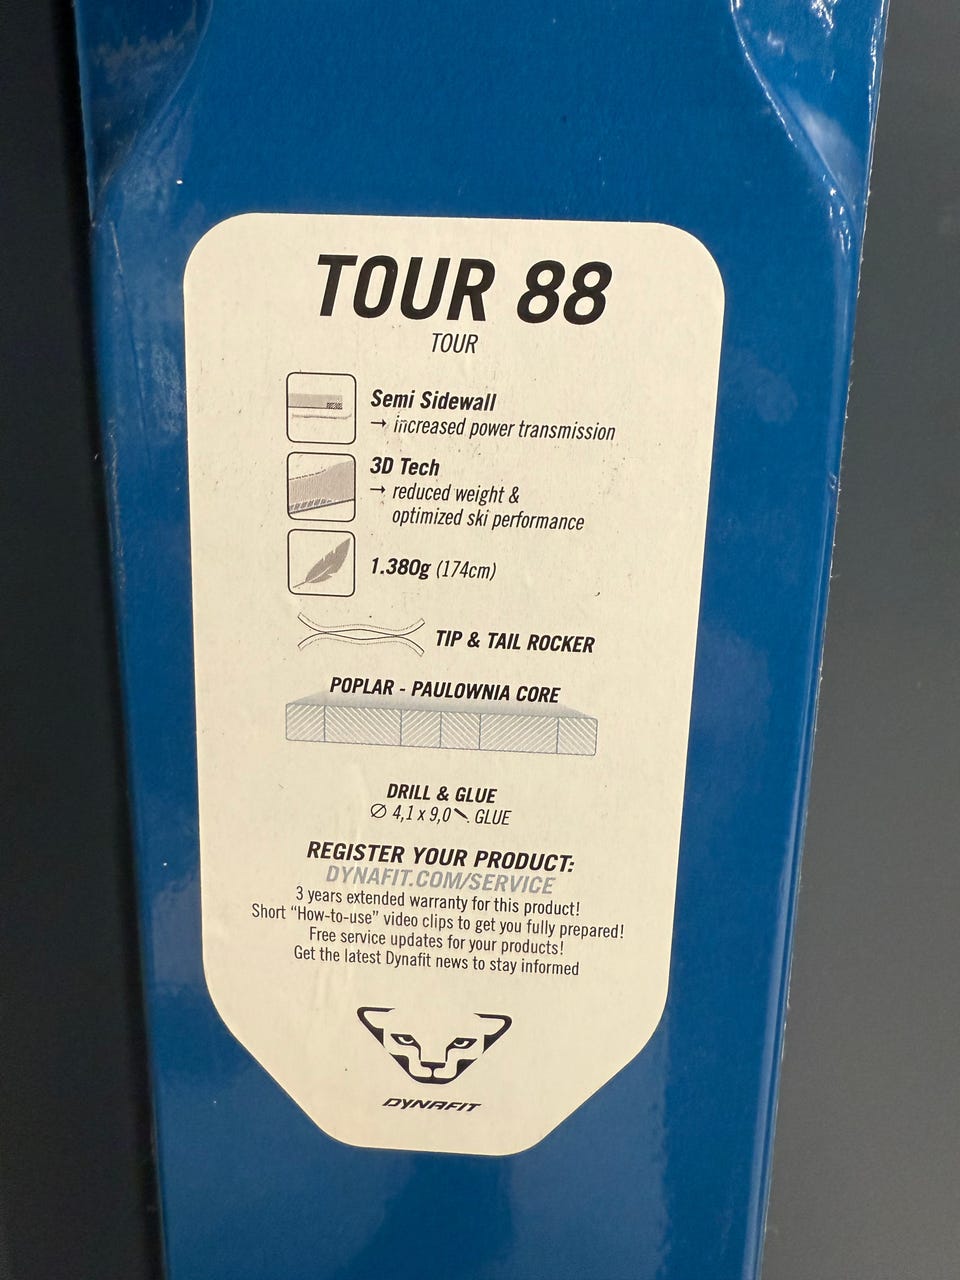 TOUR 88
TOUR
Semi Sidewall
→ increased power transmission
3D Tech
→ reduced weight &
optimized ski performance
1.380g (174cm)
TIP & TAIL ROCKER
POPLAR - PAULOWNIA CORE
DRILL & GLUE
Ø 4,1 x 9,0 GLUE
REGISTER YOUR PRODUCT:
DYNAFIT.COM/SERVICE
3 years extended warranty for this product!
Short “How-to-use” video clips to get you fully prepared!
Free service updates for your products!
Get the latest Dynafit news to stay informed
DYNAFIT